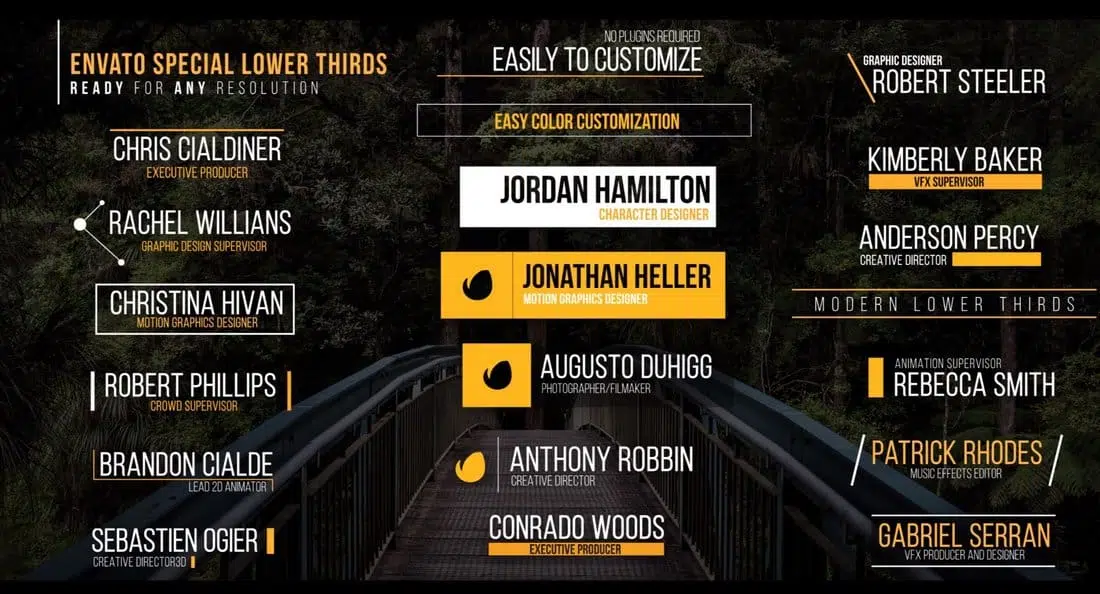 ENVATO SPECIAL LOWER THIRDS
READY FOR ANY RESOLUTION
CHRIS CIALDINER
EXECUTIVE PRODUCER
RACHEL WILLIANS
GRAPHIC DESIGN SUPERVISOR
CHRISTINA HIVAN
MOTION GRAPHICS DESIGNER
ROBERT PHILLIPS
CROWD SUPERVISOR
BRANDON CIALDE
LEAD 2D ANIMATOR
SEBASTIEN OGIER
CREATIVE DIRECTOR3D
NO PLUGINS REQUIRED
EASILY TO CUSTOMIZE
EASY COLOR CUSTOMIZATION
JORDAN HAMILTON
CHARACTER DESIGNER
JONATHAN HELLER
MOTION GRAPHICS DESIGNER
AUGUSTO DUHIGG
PHOTOGRAPHER/FILMAKER
ANTHONY ROBBIN
CREATIVE DIRECTOR
CONRADO WOODS
EXECUTIVE PRODUCER
GRAPHIC DESIGNER
ROBERT STEELER
KIMBERLY BAKER
VFX SUPERVISOR
ANDERSON PERCY
CREATIVE DIRECTOR
MODERN LOWER THIRDS
ANIMATION SUPERVISOR
REBECCA SMITH
PATRICK RHODES
MUSIC EFFECTS EDITOR
GABRIEL SERRAN
VFX PRODUCER AND DESIGNER